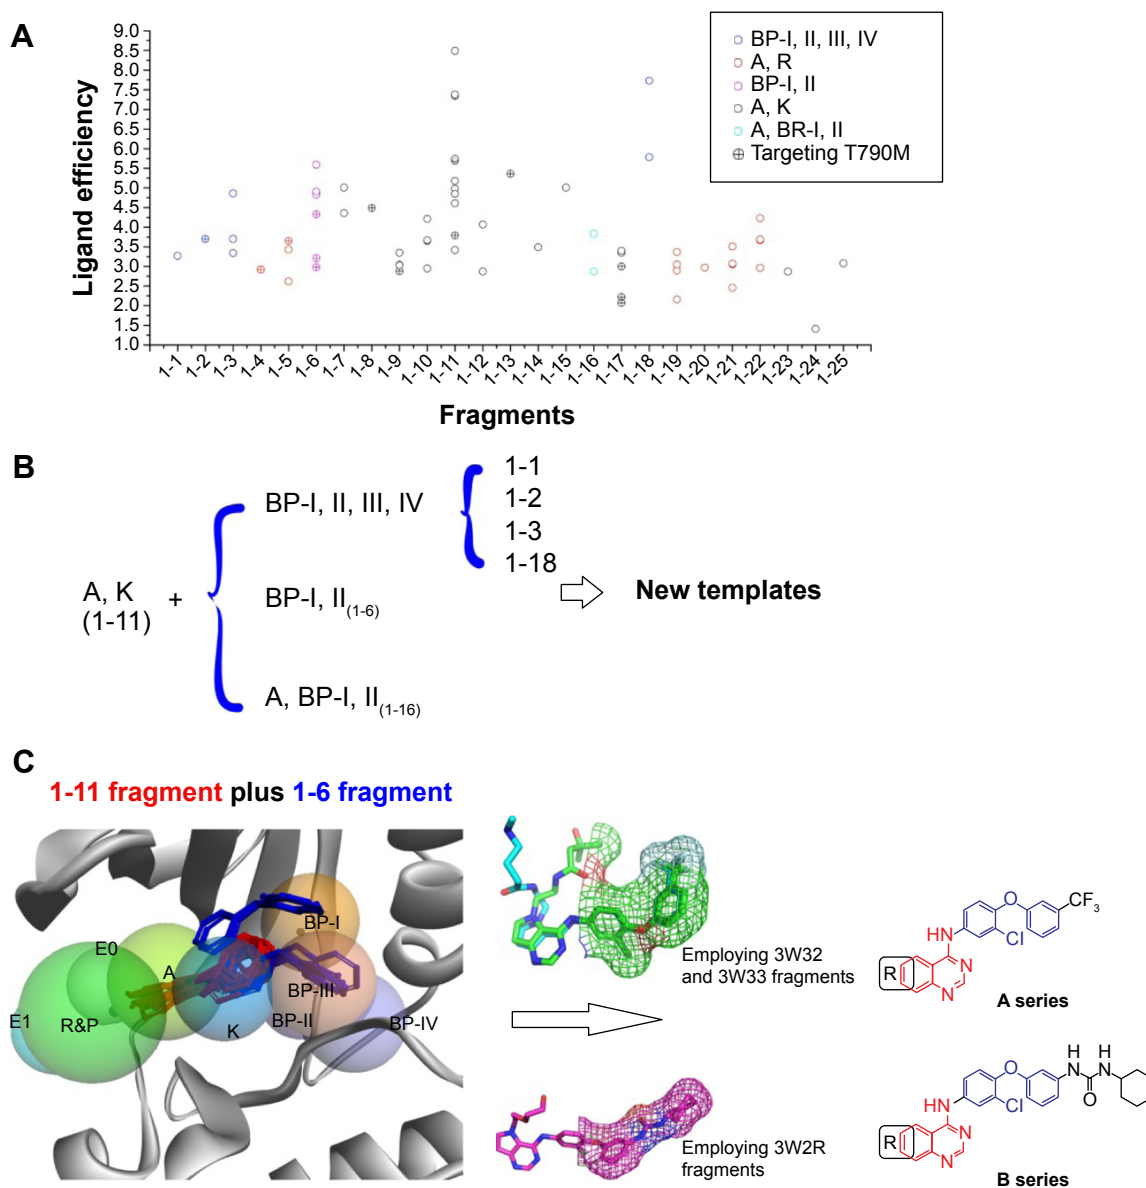 A
9.0
8.5
8.0
7.5
7.0
6.5
6.0
5.5
5.0
4.5
4.0
3.5
3.0
2.5
2.0
1.5
1.0
Ligand efficiency
BP-I, II, III, IV
A, R
BP-I, II
A, K
A, BR-I, II
Targeting T790M
1-1 1-2 1-3 1-4 1-5 1-6 1-7 1-8 1-9 1-10 1-11 1-12 1-13 1-14 1-15 1-16 1-17 1-18 1-19 1-20 1-21 1-22 1-23 1-24 1-25
Fragments
B
A, K
(1-11)
+
BP-I, II, III, IV
1-1
1-2
1-3
1-18
BP-I, II(1-6)
A, BP-I, II(1-16)
New templates
C
1-11 fragment plus 1-6 fragment
BP-I
E0
A
BP-III
E1
R&P
K
BP-II
BP-IV
Employing 3W32
and 3W33 fragments
Employing 3W2R
fragments
O
CF3
HN
Cl
R
N
N
A series
H
H
O
N
N
HN
Cl
O
R
N
N
B series